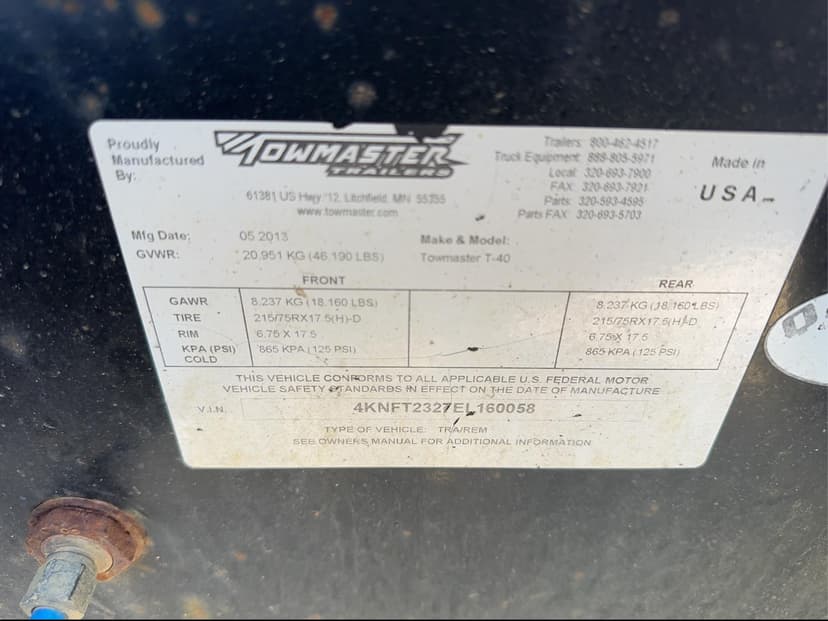 Proudly
Manufactured
By:
TOWMASTER
TRAILERS
61381 US Hwy 12, Litchfield, MN 55355
www.towmaster.com
Trailers: 800-462-4517
Truck Equipment: 888-805-5971
Local: 320-693-7900
FAX: 320-693-7921
Parts: 320-593-4595
Parts FAX: 320-693-5703
Made in
USA
Mfg Date: 05 2013
GVWR: 20,951 KG (46,190 LBS)
Make & Model:
Towmaster T-40
FRONT REAR
GAWR 8,237 KG (18,160 LBS) 8,237 KG (18,160 LBS)
TIRE 215/75RX17.5(H)-D 215/75RX17.5(H)-D
RIM 6.75 X 17.5 6.75 X 17.5
KPA (PSI) 865 KPA (125 PSI) 865 KPA (125 PSI)
COLD
THIS VEHICLE CONFORMS TO ALL APPLICABLE U.S. FEDERAL MOTOR
VEHICLE SAFETY STANDARDS IN EFFECT ON THE DATE OF MANUFACTURE
V.I.N. 4KNFT2327EL160058
TYPE OF VEHICLE: TRA/REM
SEE OWNERS MANUAL FOR ADDITIONAL INFORMATION